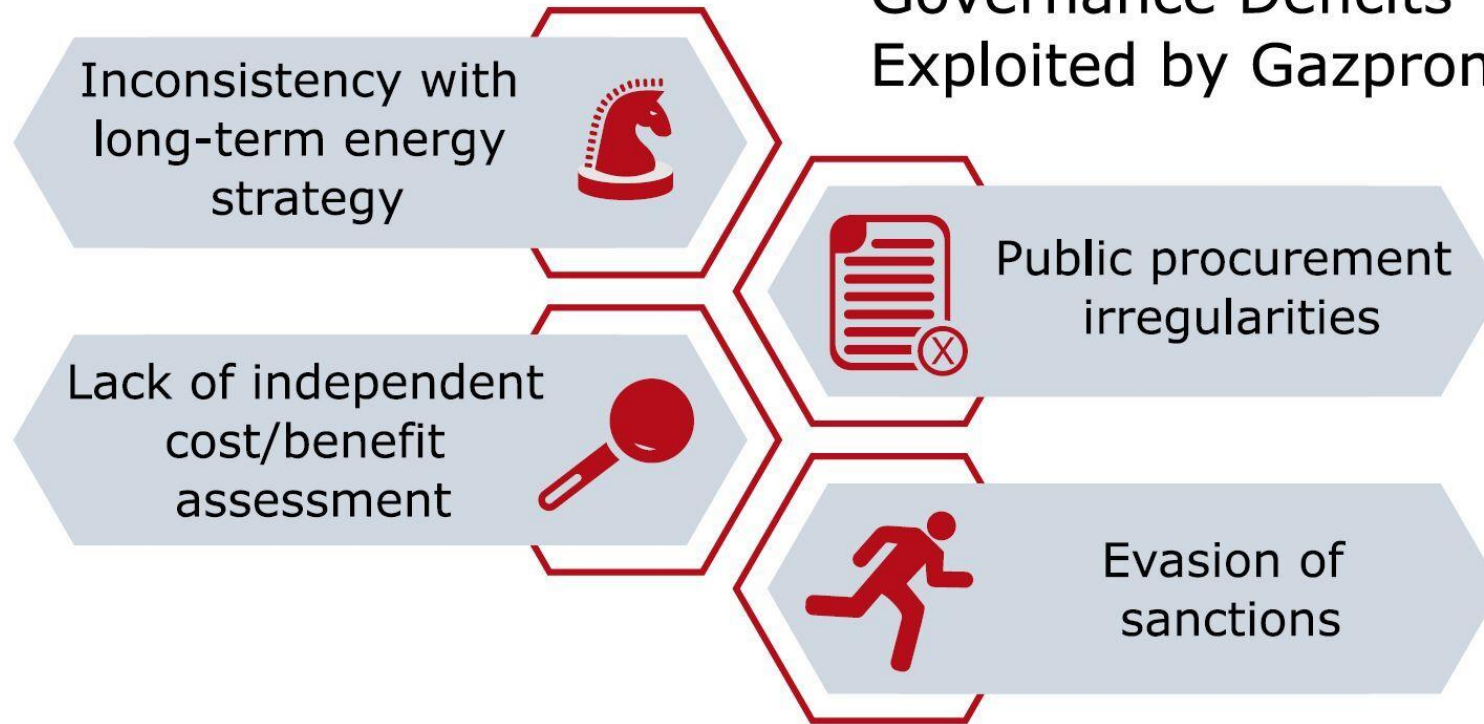 Governance Deficits
Exploited by Gazprom
Inconsistency with
long-term energy
strategy
Public procurement
irregularities
X
Lack of independent
cost/benefit
assessment
Evasion of
sanctions